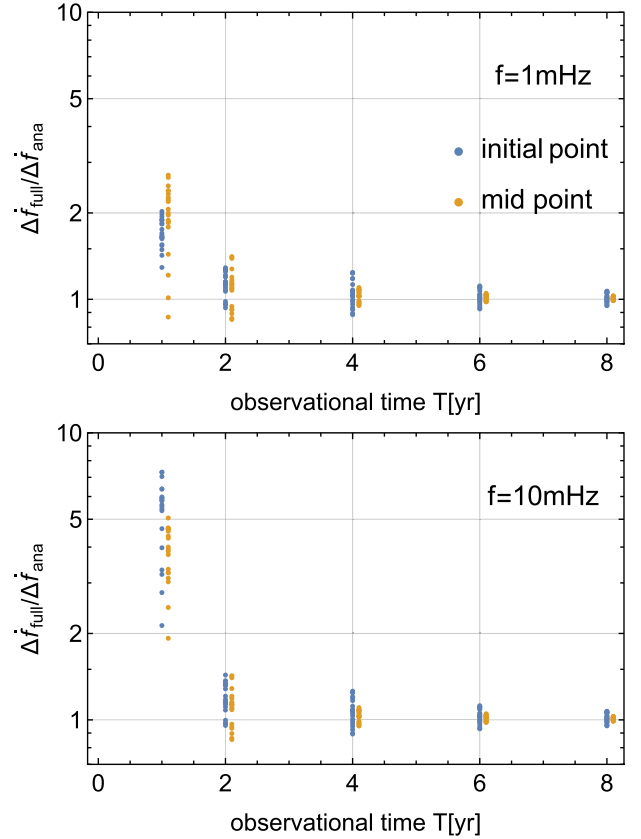 10
f=1mHz
5
initial point
mid point
2
1
Δḟfull/Δḟana
0 2 4 6 8
observational time T[yr]
10
f=10mHz
5
2
1
Δḟfull/Δḟana
0 2 4 6 8
observational time T[yr]